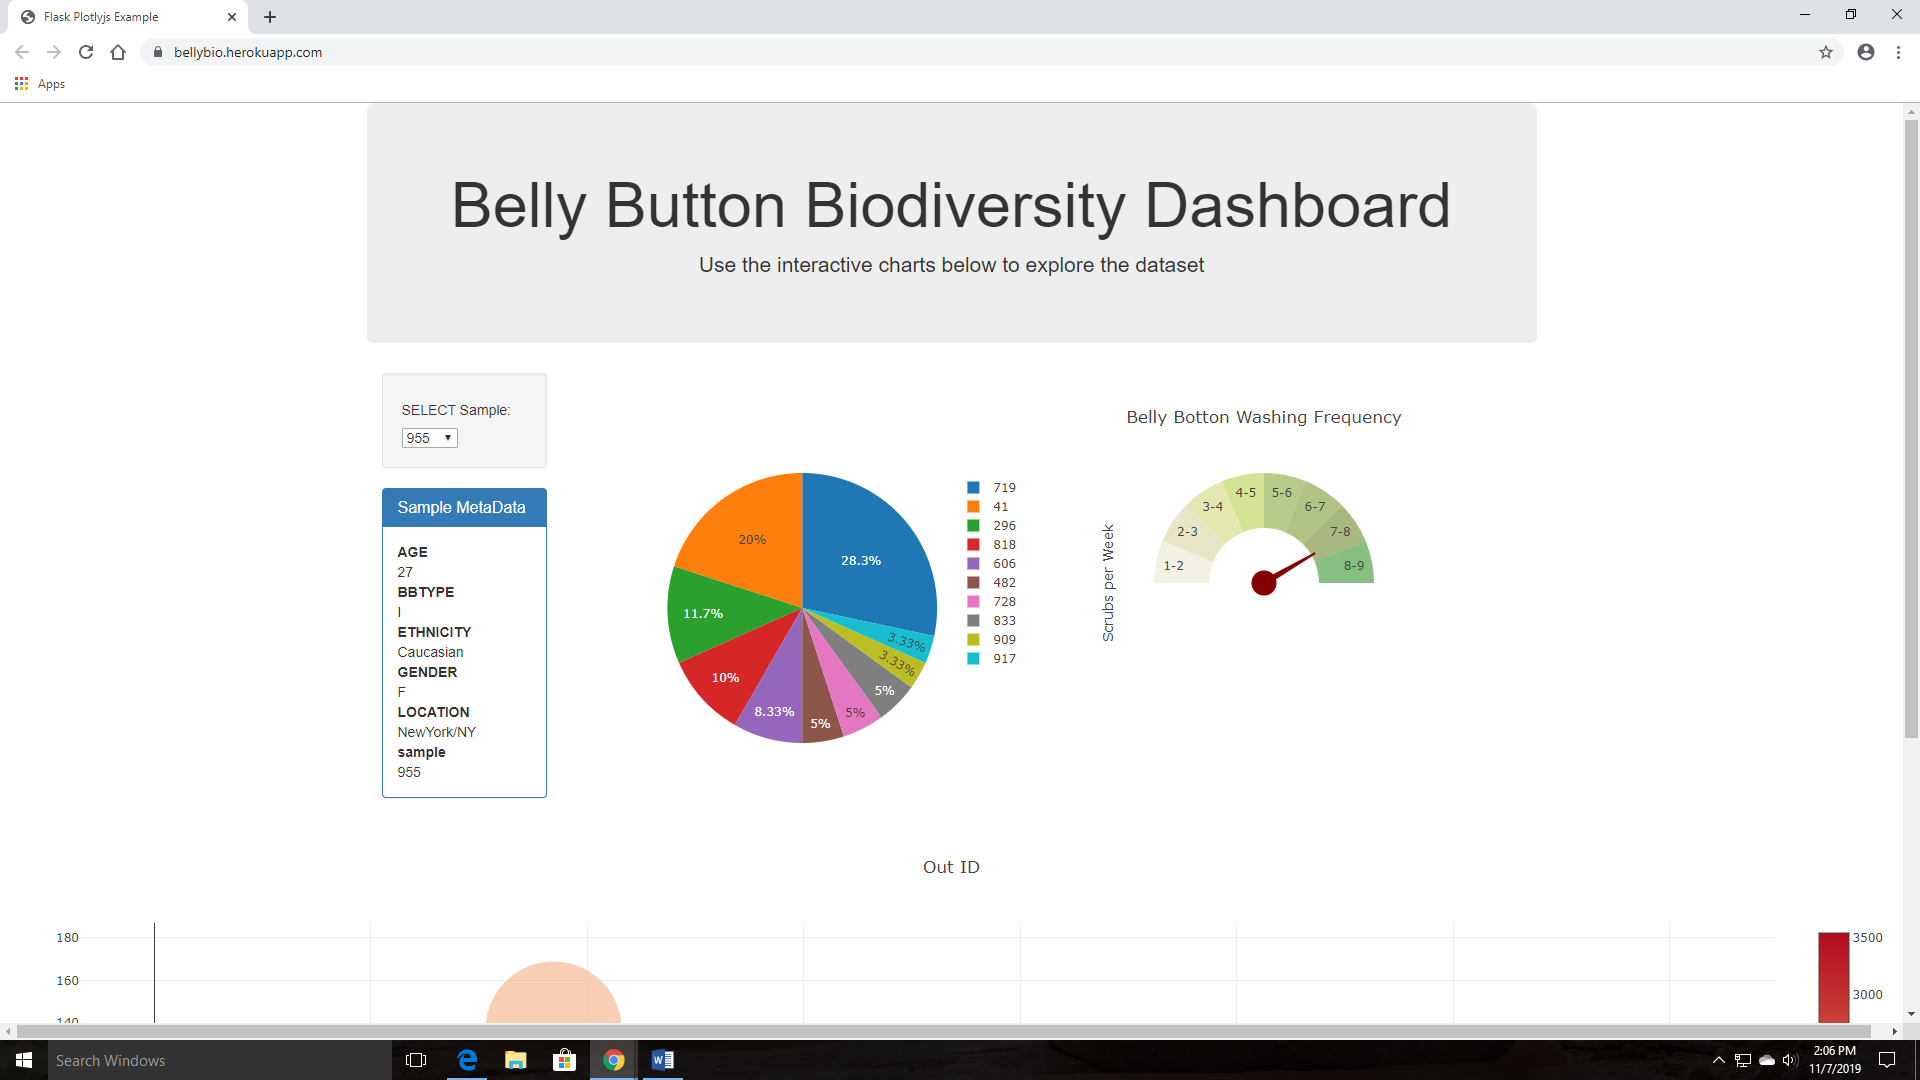 Flask Plotlyjs Example
bellybio.herokuapp.com
Apps
Belly Button Biodiversity Dashboard
Use the interactive charts below to explore the dataset
SELECT Sample:
955
Sample MetaData
AGE
27
BBTYPE
I
ETHNICITY
Caucasian
GENDER
F
LOCATION
NewYork/NY
sample
955
28.3%
20%
11.7%
10%
8.33%
5%
5%
5%
3.33%
3.33%
719
41
296
818
606
482
728
833
909
917
Belly Botton Washing Frequency
Scrubs per Week
1-2
2-3
3-4
4-5
5-6
6-7
7-8
8-9
Out ID
180
160
140
3500
3000
Search Windows
2:06 PM
11/7/2019